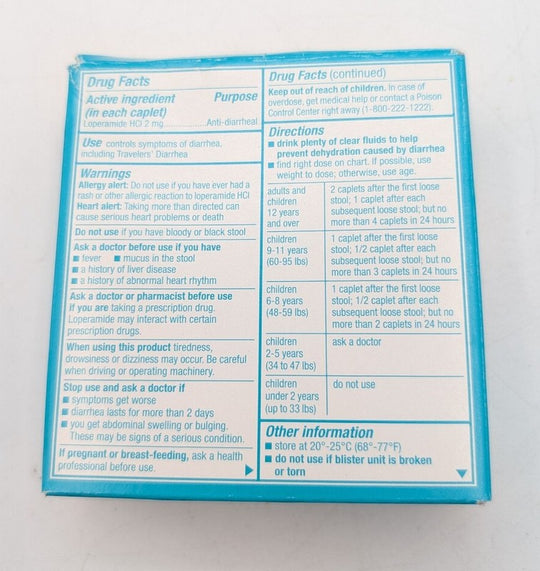 Drug Facts
Active ingredient Purpose
(in each caplet)
Loperamide HCl 2 mg..................Anti-diarrheal
Use controls symptoms of diarrhea,
including Travelers' Diarrhea
Warnings
Allergy alert: Do not use if you have ever had a
rash or other allergic reaction to loperamide HCl
Heart alert: Taking more than directed can
cause serious heart problems or death
Do not use if you have bloody or black stool
Ask a doctor before use if you have
■ fever ■ mucus in the stool
■ a history of liver disease
■ a history of abnormal heart rhythm
Ask a doctor or pharmacist before use
If you are taking a prescription drug.
Loperamide may interact with certain
prescription drugs.
When using this product tiredness,
drowsiness or dizziness may occur. Be careful
when driving or operating machinery.
Stop use and ask a doctor if
■ symptoms get worse
■ diarrhea lasts for more than 2 days
■ you get abdominal swelling or bulging.
These may be signs of a serious condition.
If pregnant or breast-feeding, ask a health
professional before use.
Drug Facts (continued)
Keep out of reach of children. In case of
overdose, get medical help or contact a Poison
Control Center right away (1-800-222-1222).
Directions
■ drink plenty of clear fluids to help
prevent dehydration caused by diarrhea
■ find right dose on chart. If possible, use
weight to dose; otherwise, use age.
adults and 2 caplets after the first loose
children stool; 1 caplet after each
12 years subsequent loose stool; but no
and over more than 4 caplets in 24 hours
children 1 caplet after the first loose
9-11 years stool; 1/2 caplet after each
(60-95 lbs) subsequent loose stool; but no
more than 3 caplets in 24 hours
children 1 caplet after the first loose
6-8 years stool; 1/2 caplet after each
(48-59 lbs) subsequent loose stool; but no
more than 2 caplets in 24 hours
children ask a doctor
2-5 years
(34 to 47 lbs)
children do not use
under 2 years
(up to 33 lbs)
Other information
■ store at 20°-25°C (68°-77°F)
■ do not use if blister unit is broken
or torn